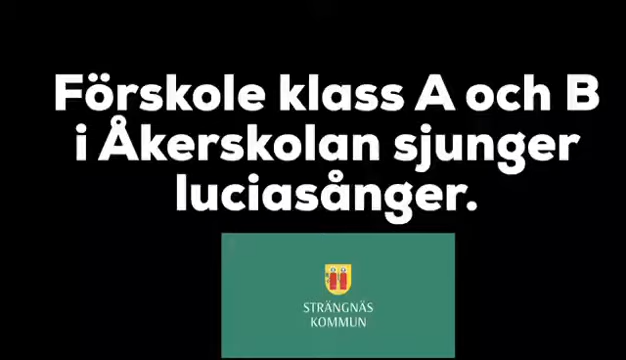 Förskole klass A och B
i Åkerskolan sjunger
luciasånger.
STRÄNGNÄS
KOMMUN